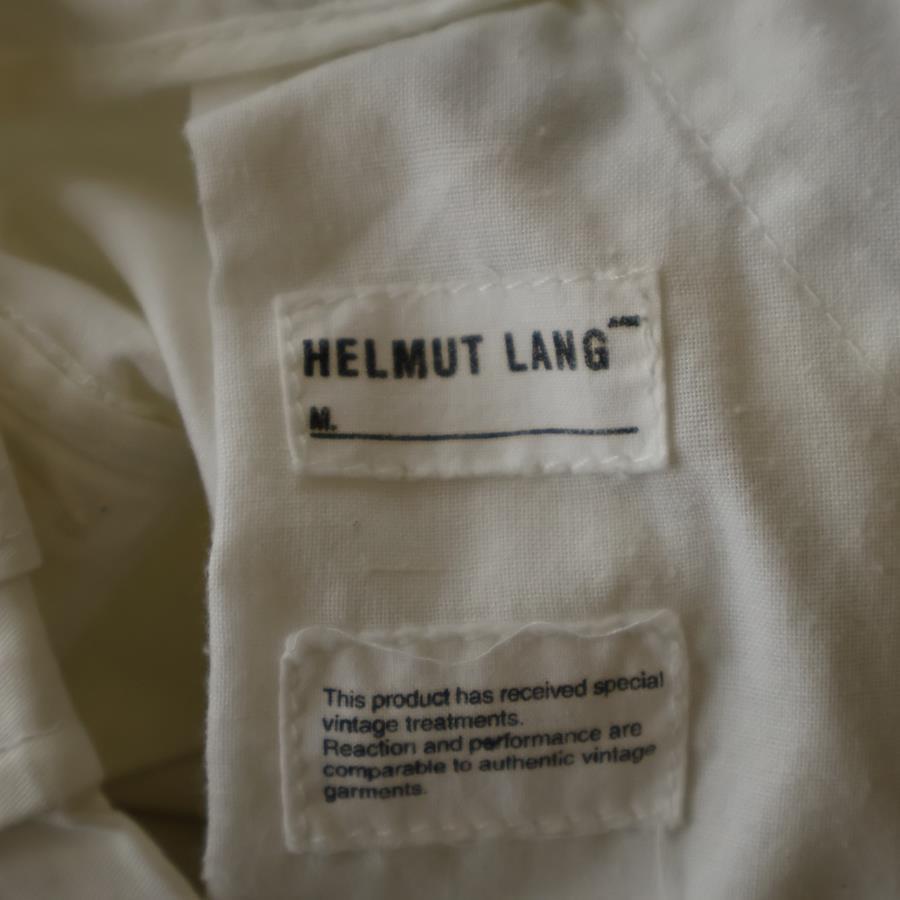 HELMUT LANG
M.
This product has received special
vintage treatments.
Reaction and performance are
comparable to authentic vintage
garments.